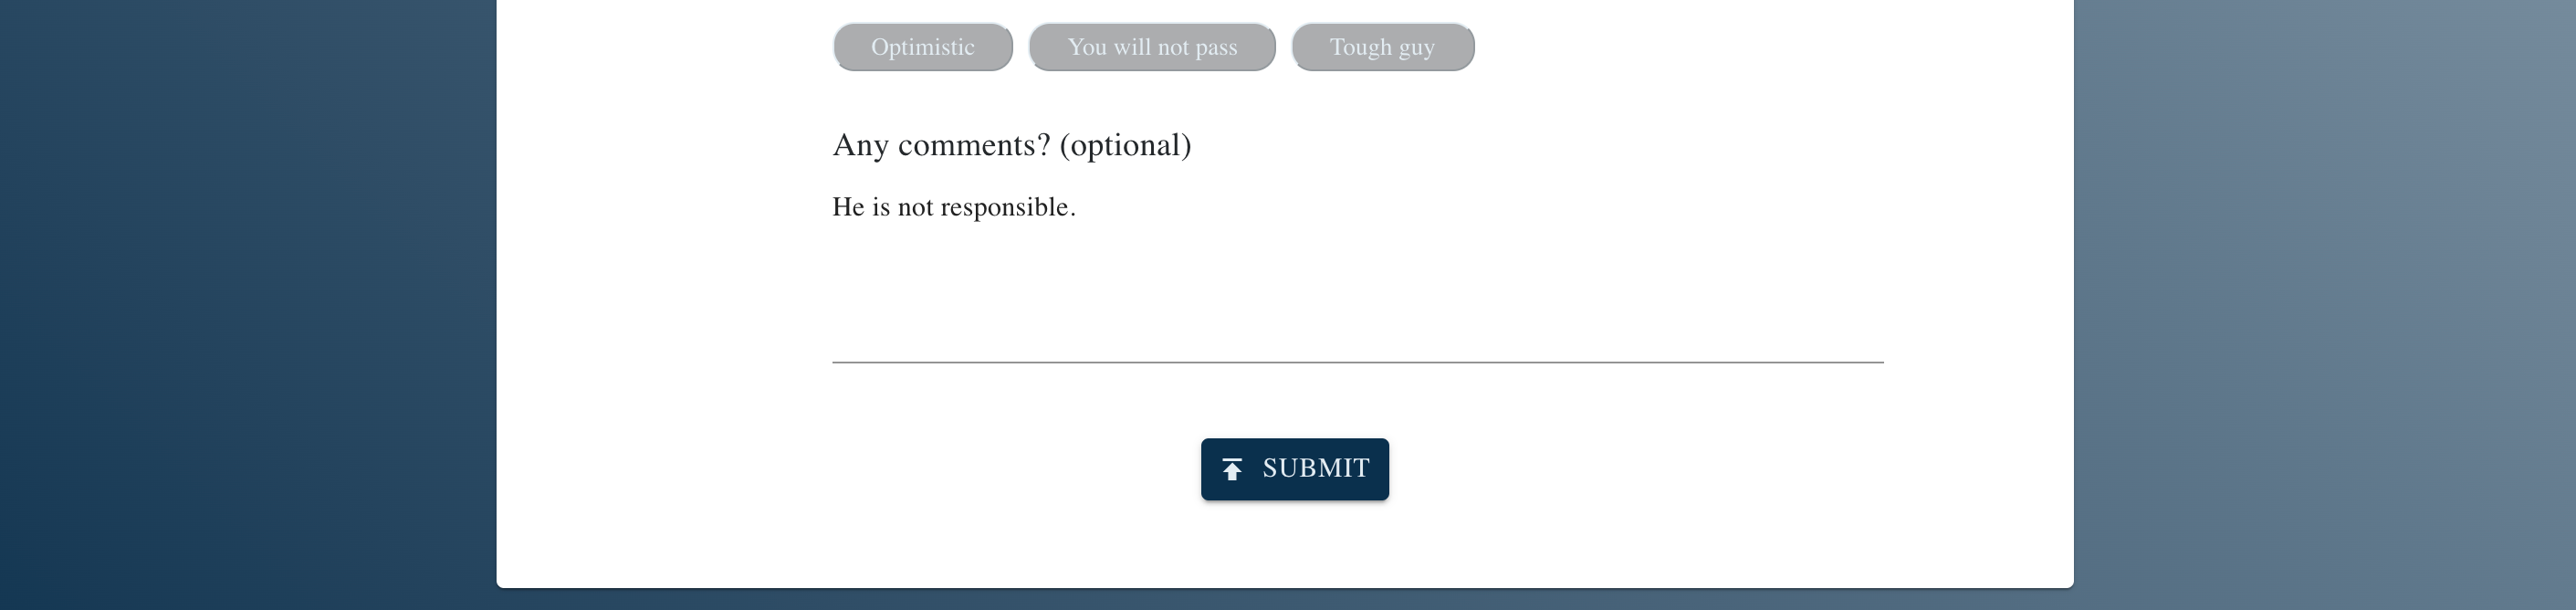 Optimistic You will not pass Tough guy
Any comments? (optional)
He is not responsible.
SUBMIT